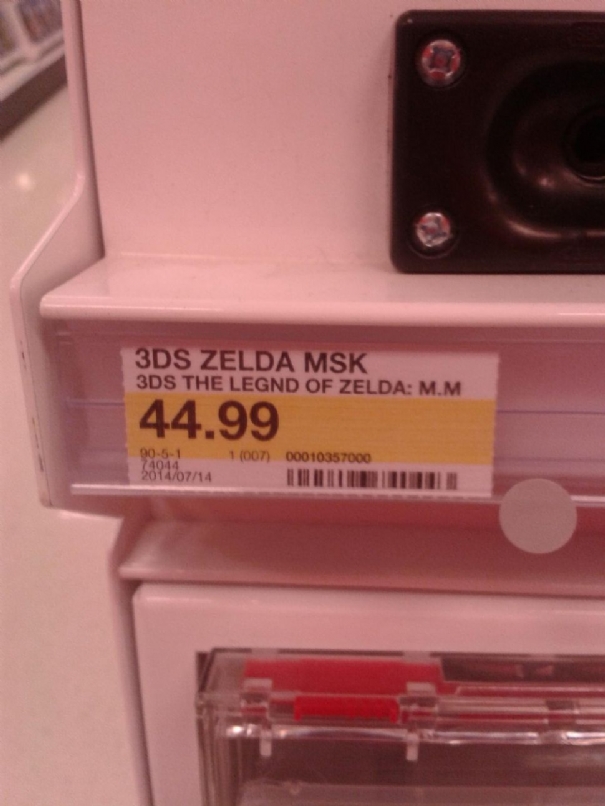 3DS ZELDA MSK
3DS THE LEGND OF ZELDA: M.M
44.99
90-5-1 1 (007) 00010357000
74044
2014/07/14